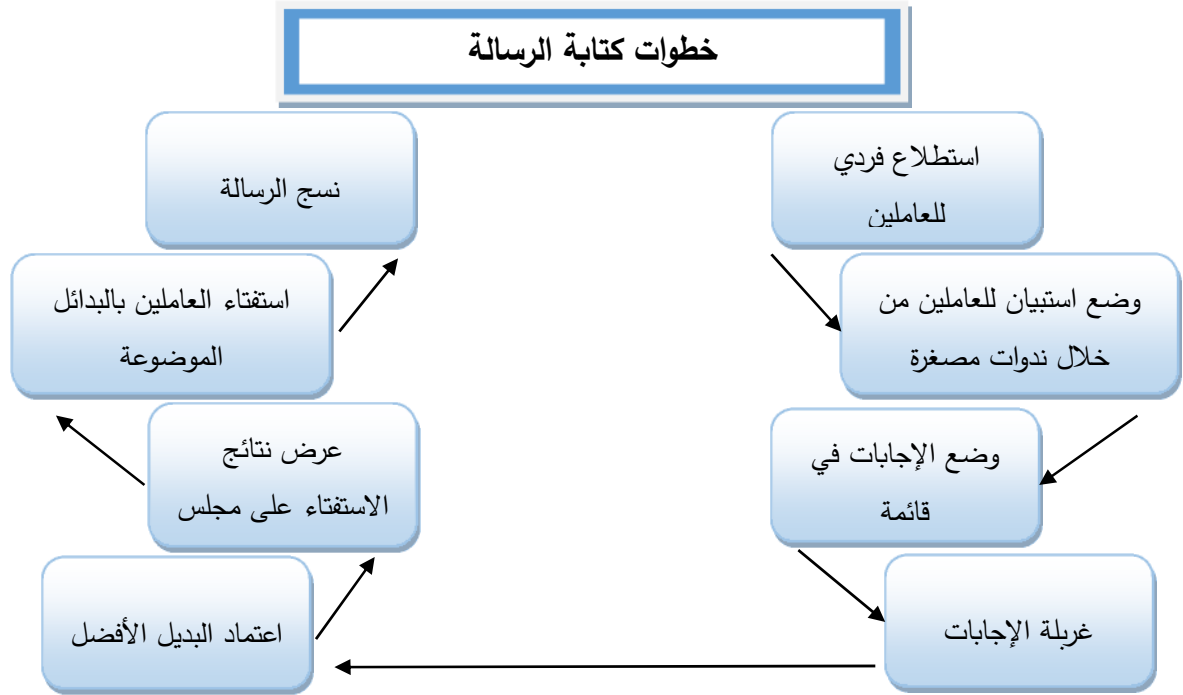 خطوات كتابة الرسالة
استطلاع فردي
للعاملين
وضع استبيان للعاملين من
خلال ندوات مصغرة
وضع الإجابات في
قائمة
غربلة الإجابات
اعتماد البديل الأفضل
عرض نتائج
الاستفتاء على مجلس
استفتاء العاملين بالبدائل
الموضوعة
نسج الرسالة